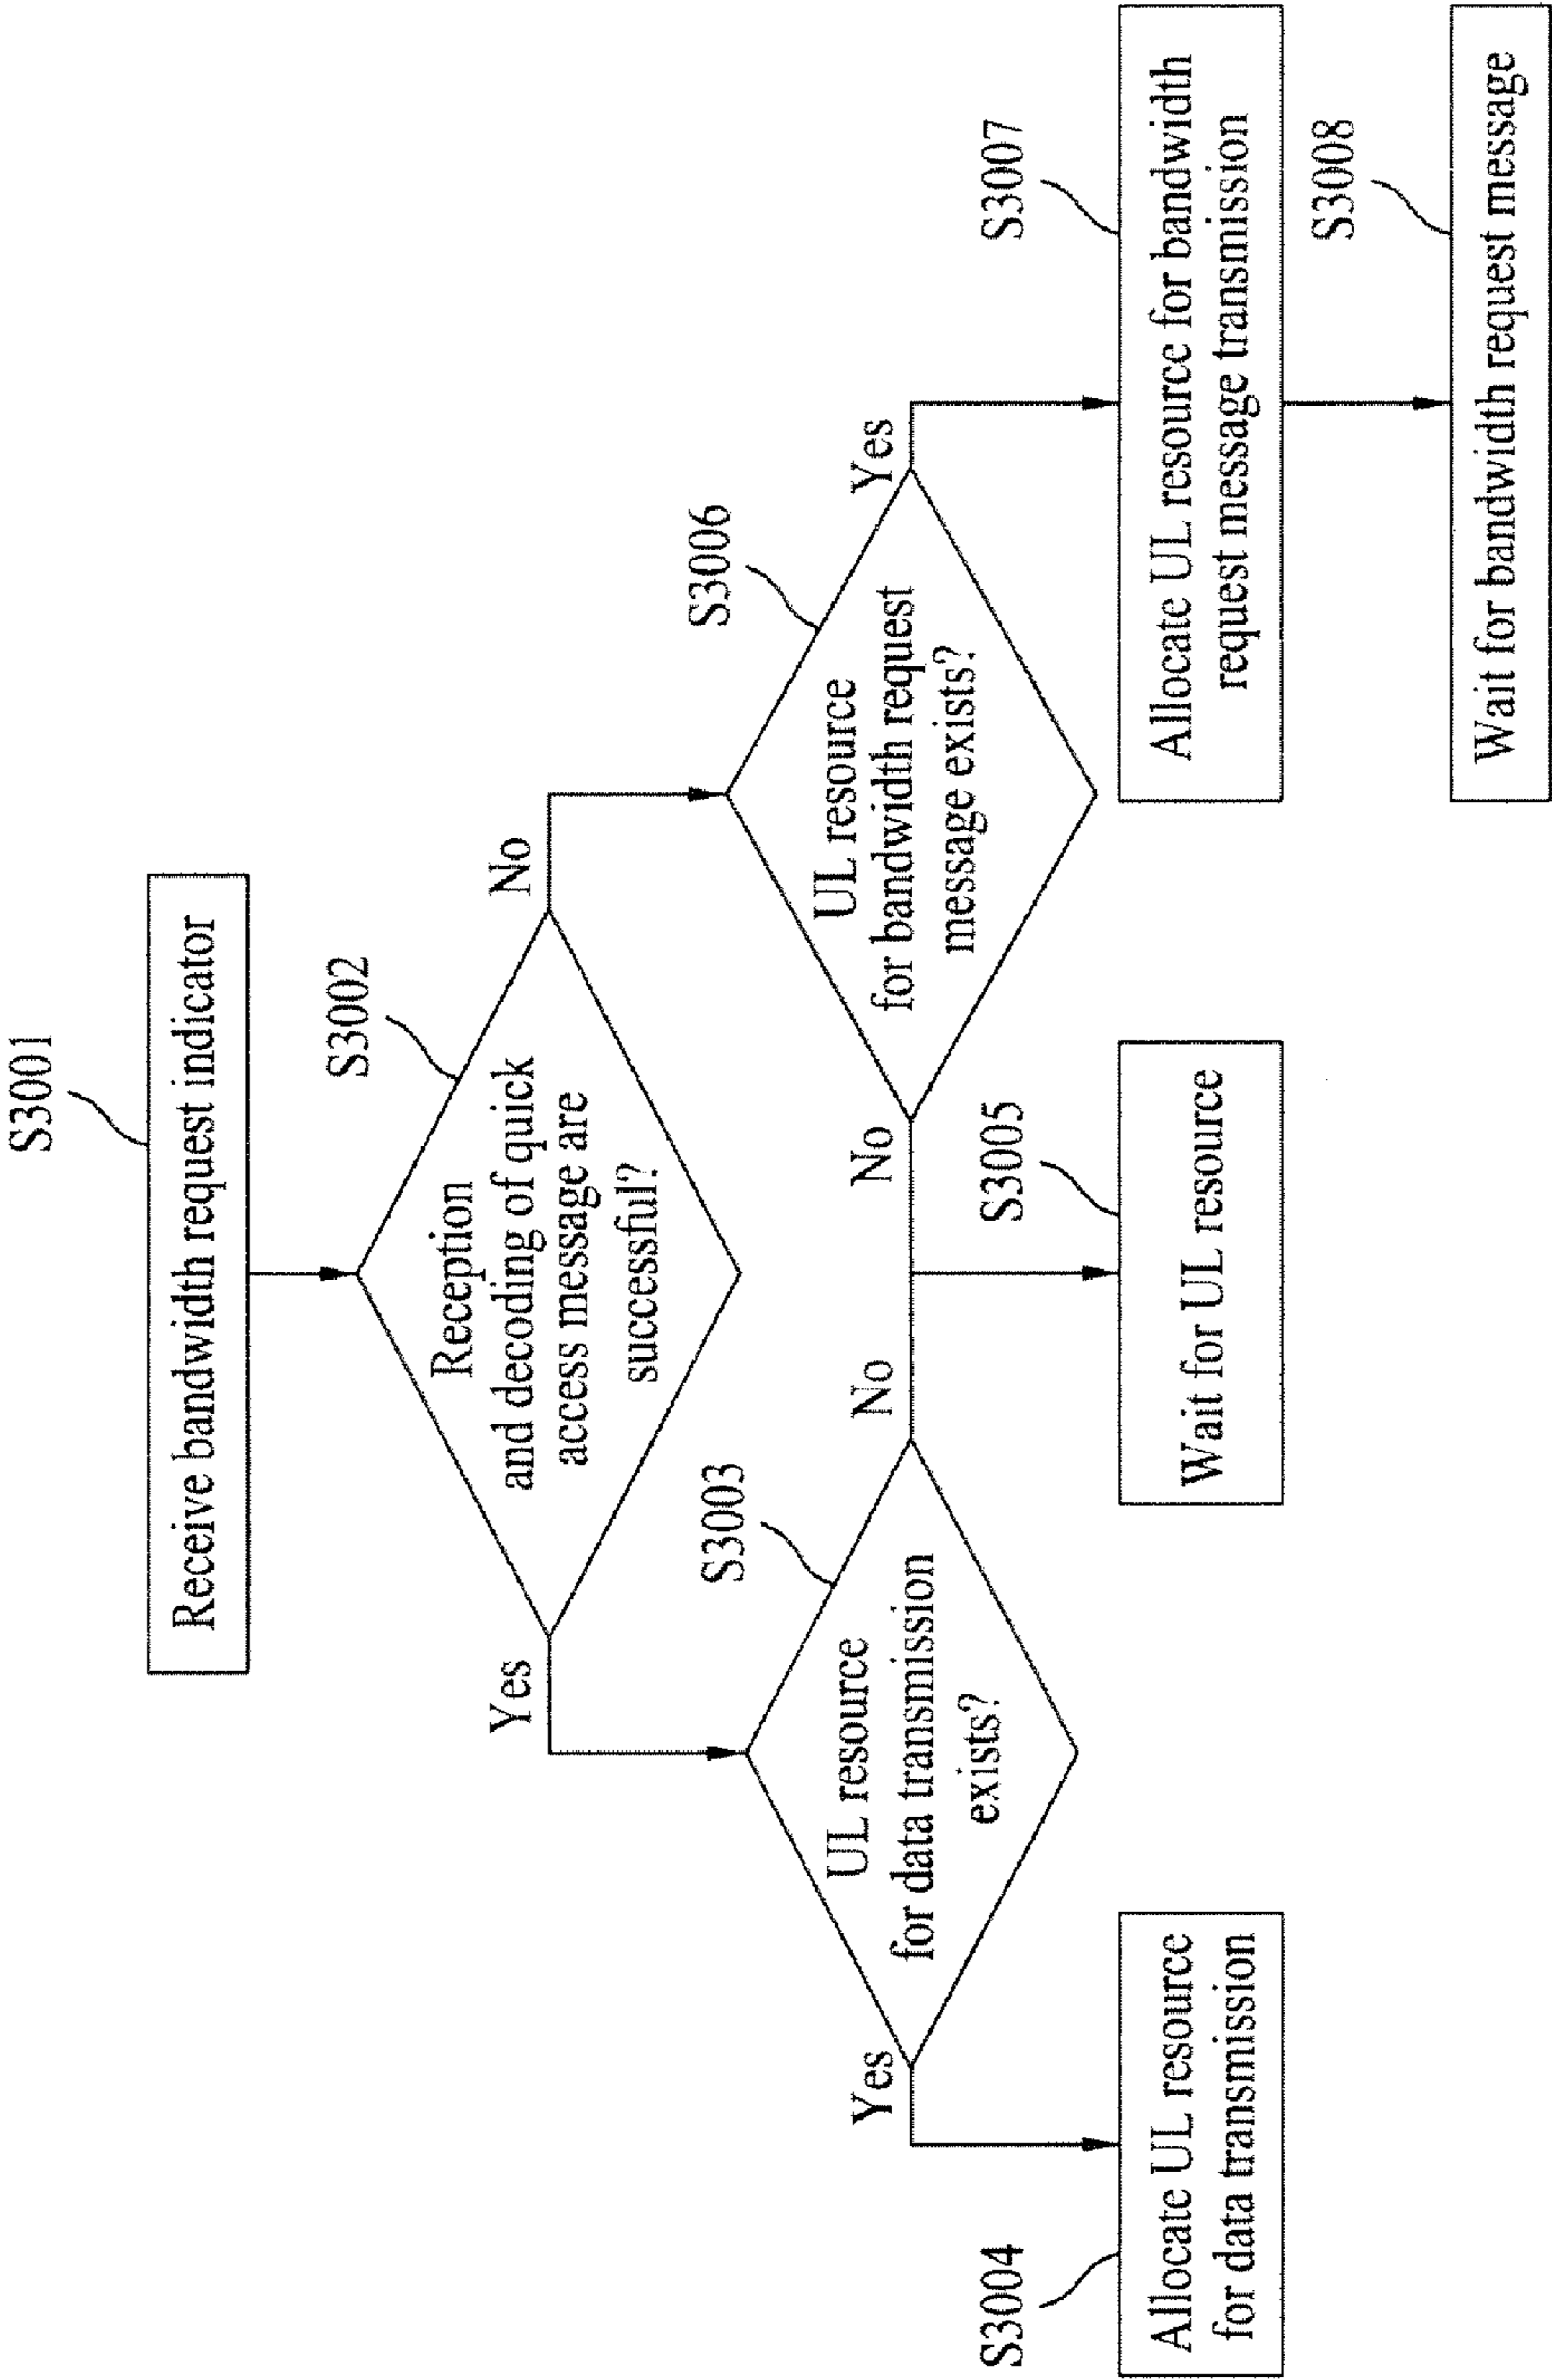 S3001
Receive bandwidth request indicator
S3002
Reception
and decoding of quick
access message are
successful?
Yes
No
S3003
UL resource
for data transmission
exists?
S3006
UL resource
for bandwidth request
message exists?
Yes
No
No
Yes
S3004
Allocate UL resource
for data transmission
S3005
Wait for UL resource
S3007
Allocate UL resource for bandwidth
request message transmission
S3008
Wait for bandwidth request message